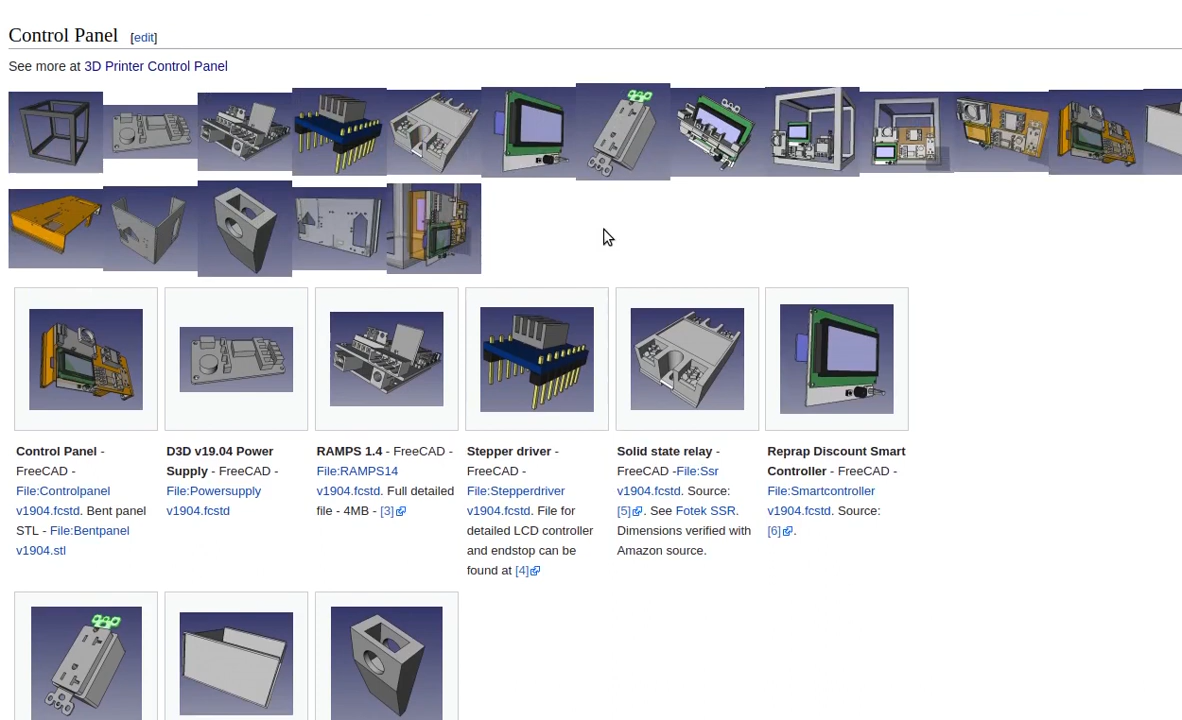 Control Panel [edit]
See more at 3D Printer Control Panel
Control Panel -
FreeCAD -
File:Controlpanel
v1904.fcstd. Bent panel
STL - File:Bentpanel
v1904.stl
D3D v19.04 Power
Supply - FreeCAD -
File:Powersupply
v1904.fcstd
RAMPS 1.4 - FreeCAD -
File:RAMPS14
v1904.fcstd. Full detailed
file - 4MB - [3]
Stepper driver -
FreeCAD -
File:Stepperdriver
v1904.fcstd. File for
detailed LCD controller
and endstop can be
found at [4]
Solid state relay -
FreeCAD -File:Ssr
v1904.fcstd. Source:
[5]. See Fotek SSR.
Dimensions verified with
Amazon source.
Reprap Discount Smart
Controller - FreeCAD -
File:Smartcontroller
v1904.fcstd. Source:
[6].